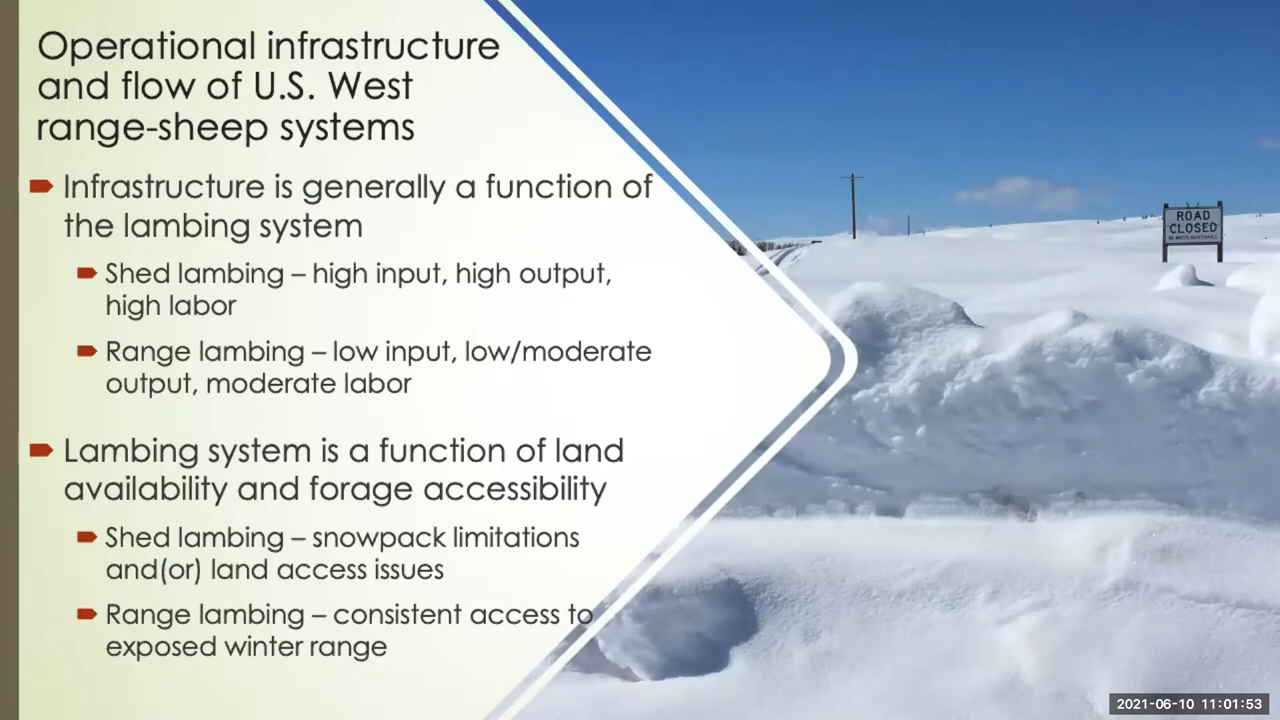 Operational infrastructure
and flow of U.S. West
range-sheep systems
Infrastructure is generally a function of
the lambing system
Shed lambing – high input, high output,
high labor
Range lambing – low input, low/moderate
output, moderate labor
Lambing system is a function of land
availability and forage accessibility
Shed lambing – snowpack limitations
and(or) land access issues
Range lambing – consistent access to
exposed winter range
ROAD
CLOSED
NO WINTER MAINTENANCE
2021-06-10 11:01:53